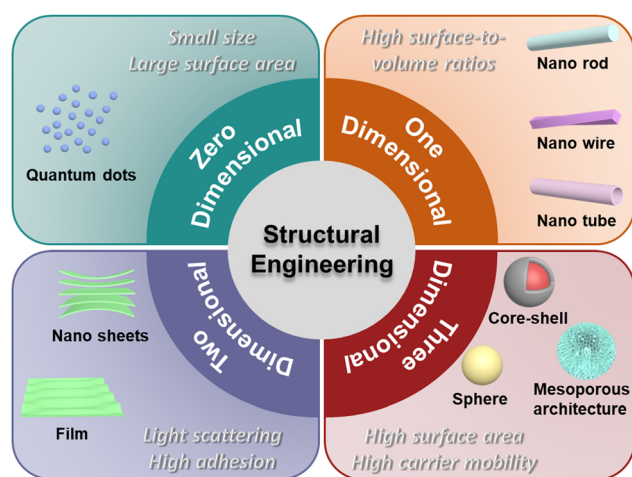 Small size
Large surface area
Quantum dots
Zero
Dimensional
High surface-to-
volume ratios
Nano rod
Nano wire
Nano tube
One
Dimensional
Structural
Engineering
Nano sheets
Film
Two
Dimensional
Light scattering
High adhesion
Three
Dimensional
Core-shell
Sphere
Mesoporous
architecture
High surface area
High carrier mobility